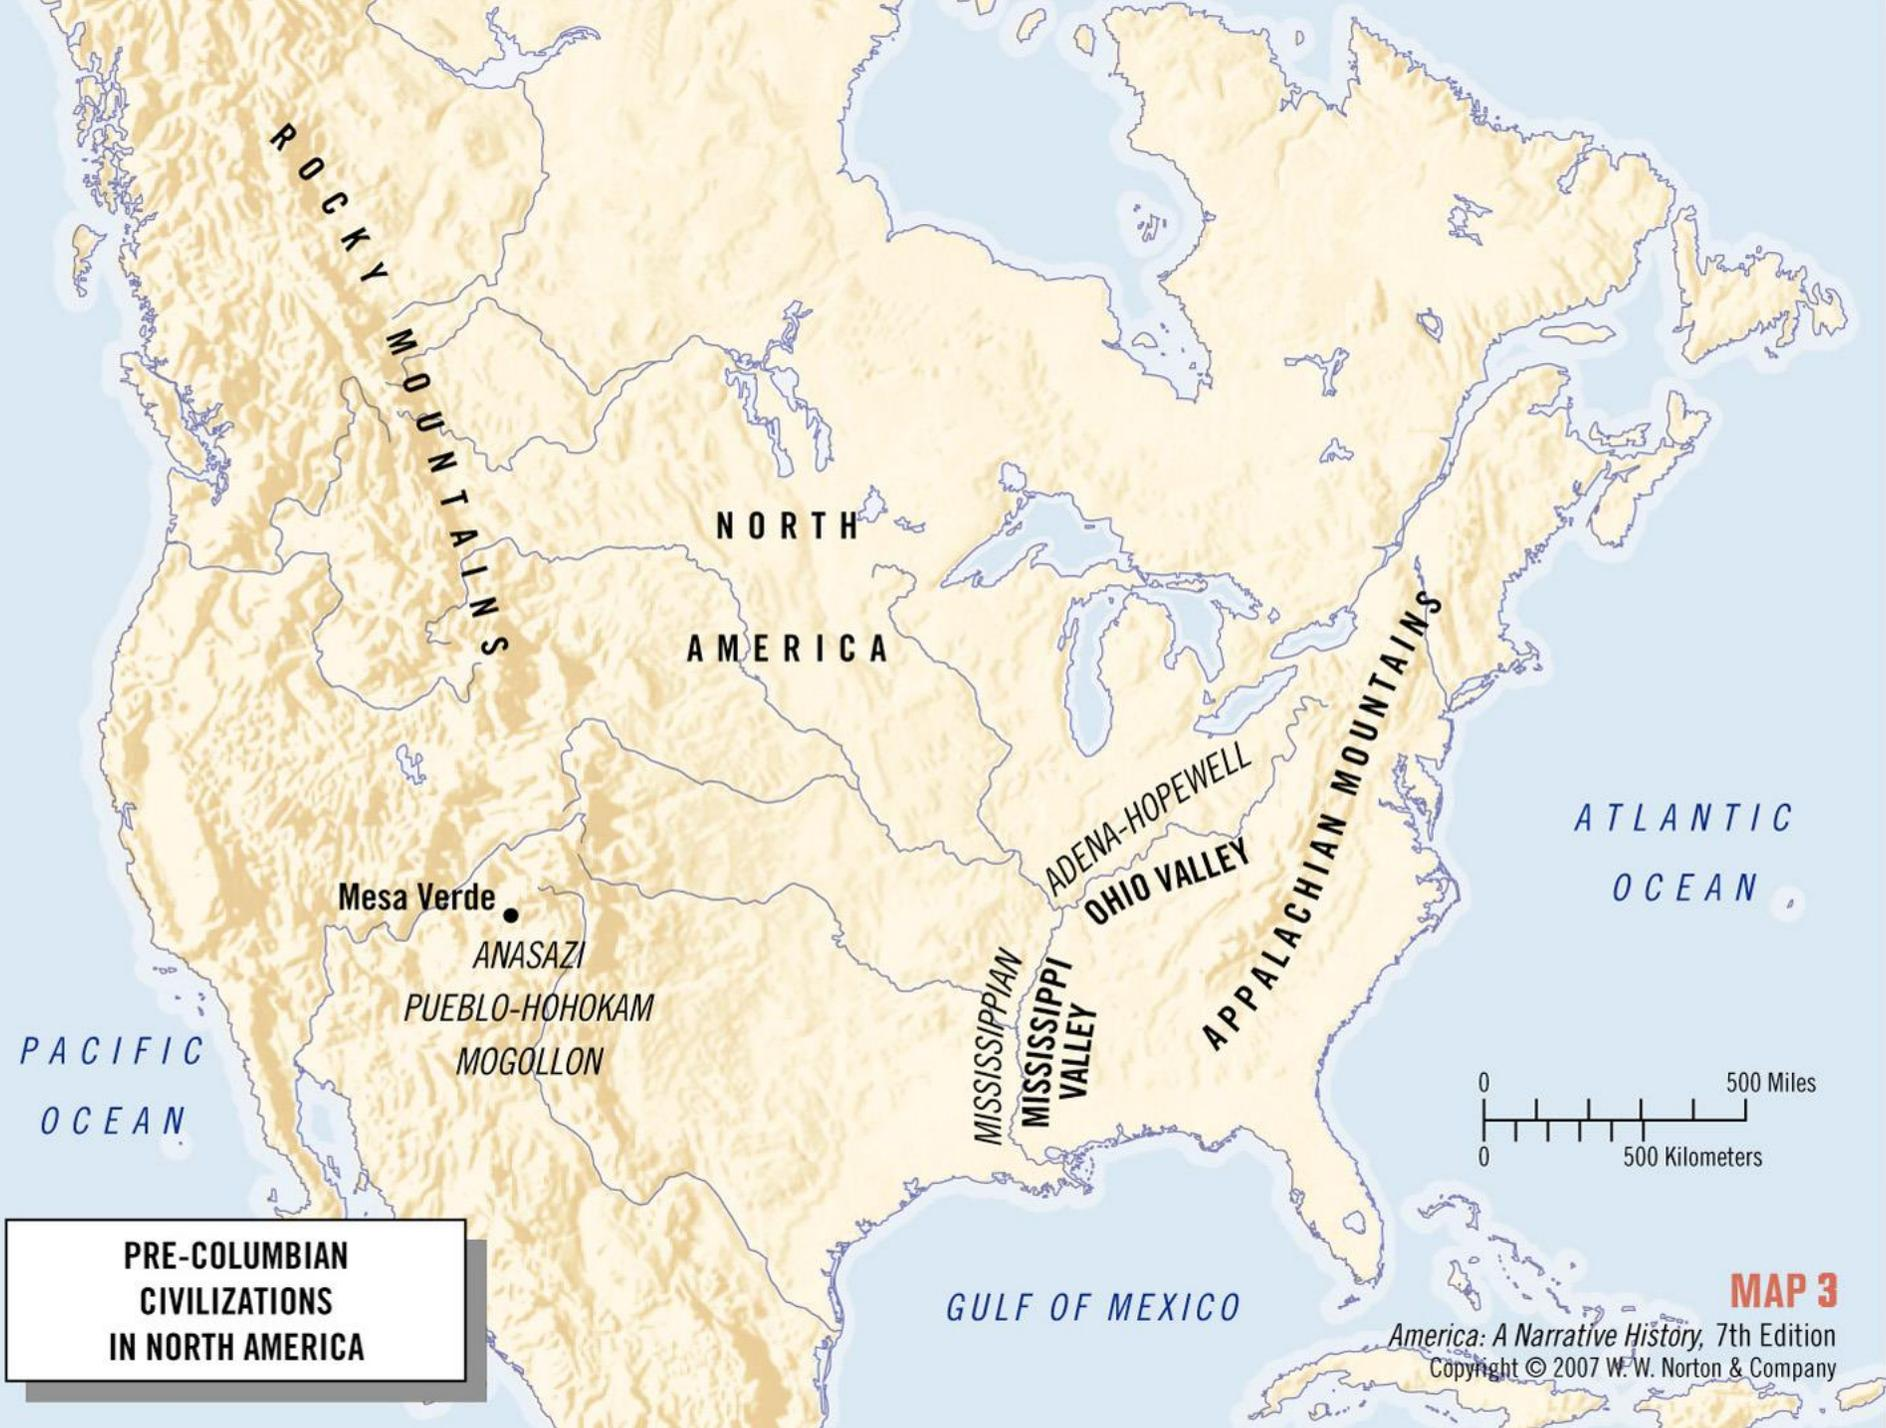 ROCKY MOUNTAINS
NORTH
AMERICA
ADENA-HOPEWELL
OHIO VALLEY
APPALACHIAN MOUNTAINS
ATLANTIC
OCEAN
Mesa Verde
ANASAZI
PUEBLO-HOHOKAM
MOGOLLON
MISSISSIPPIAN
MISSISSIPPI
VALLEY
PACIFIC
OCEAN
0 500 Miles
0 500 Kilometers
GULF OF MEXICO
PRE-COLUMBIAN
CIVILIZATIONS
IN NORTH AMERICA
MAP 3
America: A Narrative History, 7th Edition
Copyright © 2007 W. W. Norton & Company